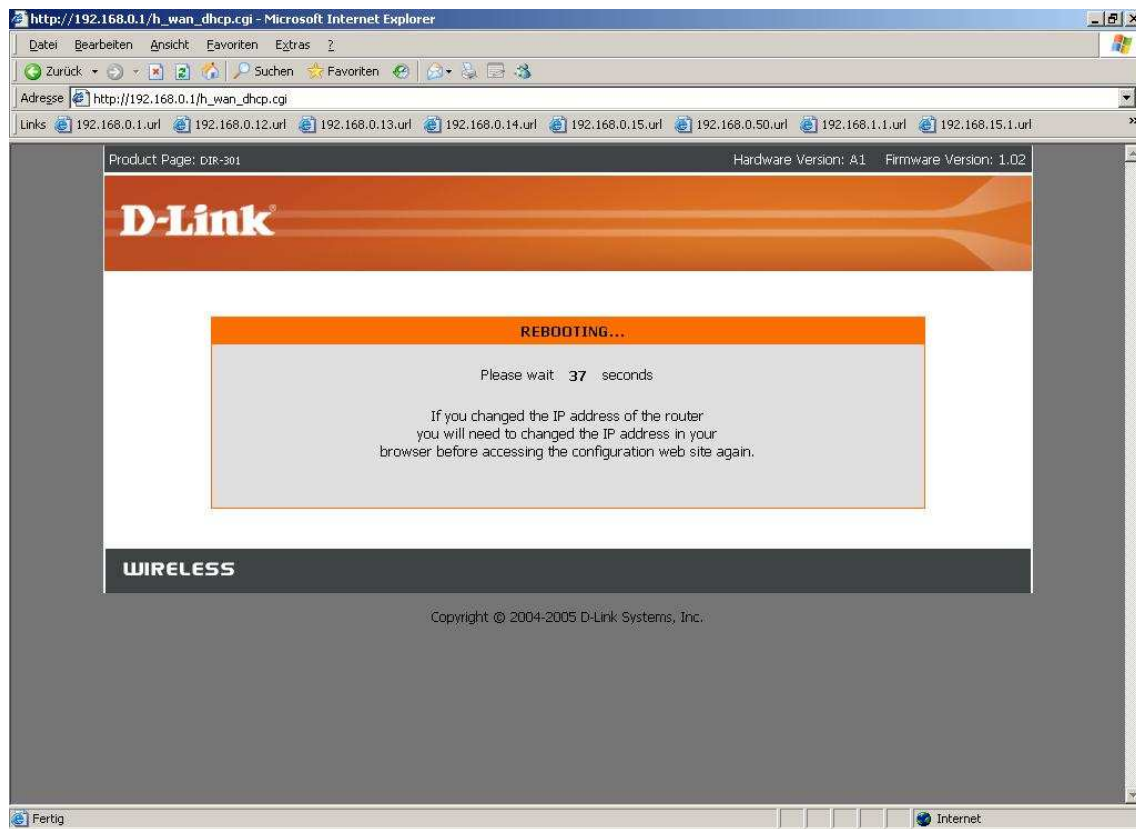 http://192.168.0.1/h_wan_dhcp.cgi - Microsoft Internet Explorer
Datei Bearbeiten Ansicht Favoriten Extras ?
Zurück Suchen Favoriten
Adresse http://192.168.0.1/h_wan_dhcp.cgi
Links 192.168.0.1.url 192.168.0.12.url 192.168.0.13.url 192.168.0.14.url 192.168.0.15.url 192.168.0.50.url 192.168.1.1.url 192.168.15.1.url »
Product Page: DIR-301 Hardware Version: A1 Firmware Version: 1.02
D-Link®
REBOOTING...
Please wait 37 seconds
If you changed the IP address of the router
you will need to changed the IP address in your
browser before accessing the configuration web site again.
WIRELESS
Copyright © 2004-2005 D-Link Systems, Inc.
Fertig Internet